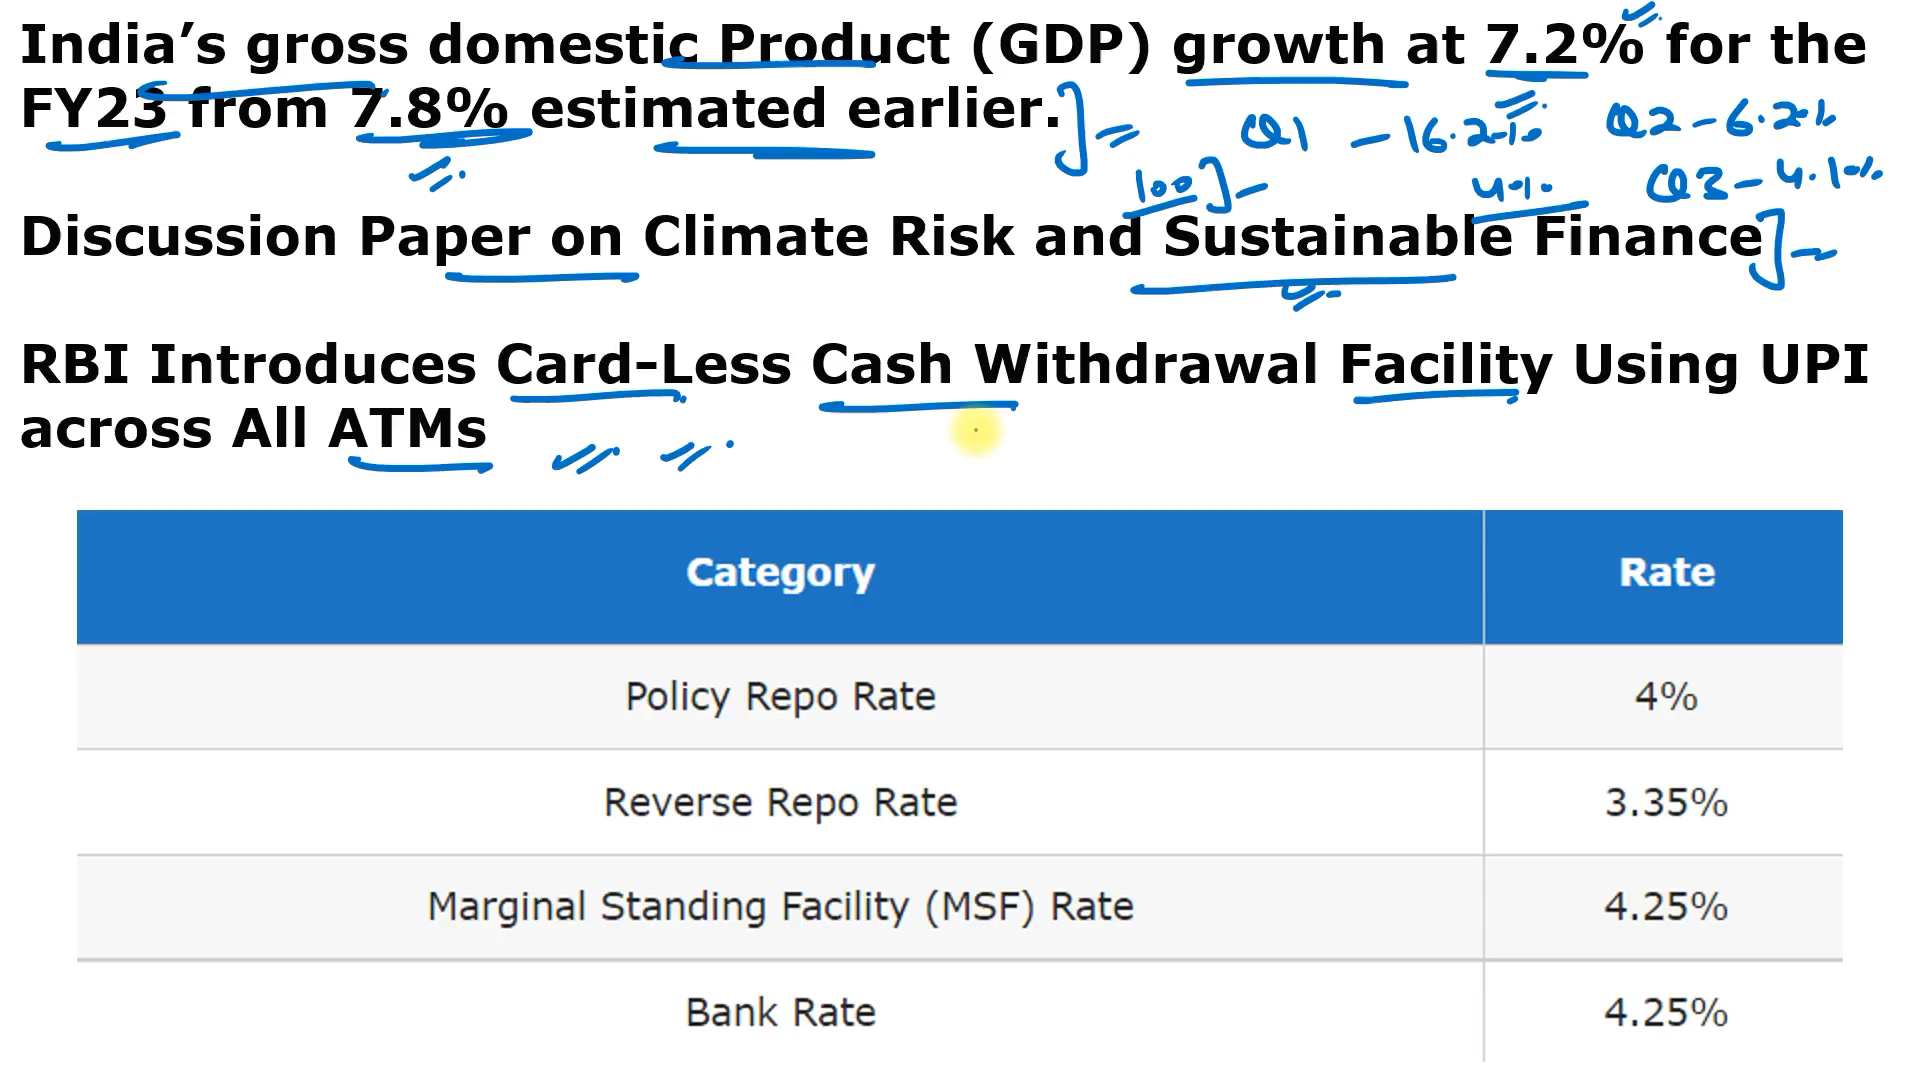 India’s gross domestic Product (GDP) growth at 7.2% for the
FY23 from 7.8% estimated earlier.
Q1 - 16.2% Q2 - 6.2%
100 4% Q3 - 4.1%
Discussion Paper on Climate Risk and Sustainable Finance
RBI Introduces Card-Less Cash Withdrawal Facility Using UPI
across All ATMs
Category Rate
Policy Repo Rate 4%
Reverse Repo Rate 3.35%
Marginal Standing Facility (MSF) Rate 4.25%
Bank Rate 4.25%